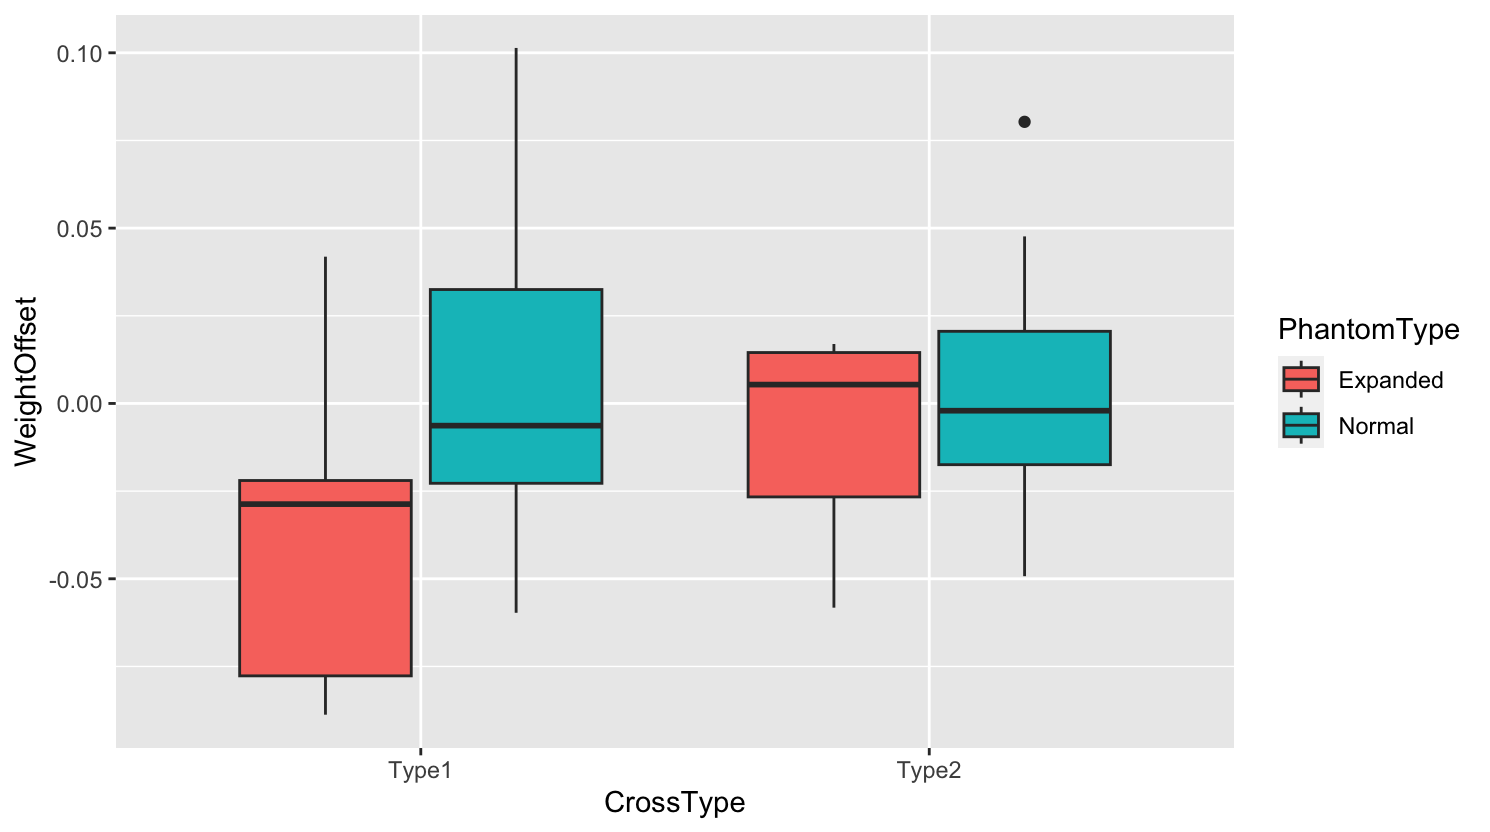 WeightOffset
0.10
0.05
0.00
-0.05
Type1
Type2
CrossType
PhantomType
Expanded
Normal